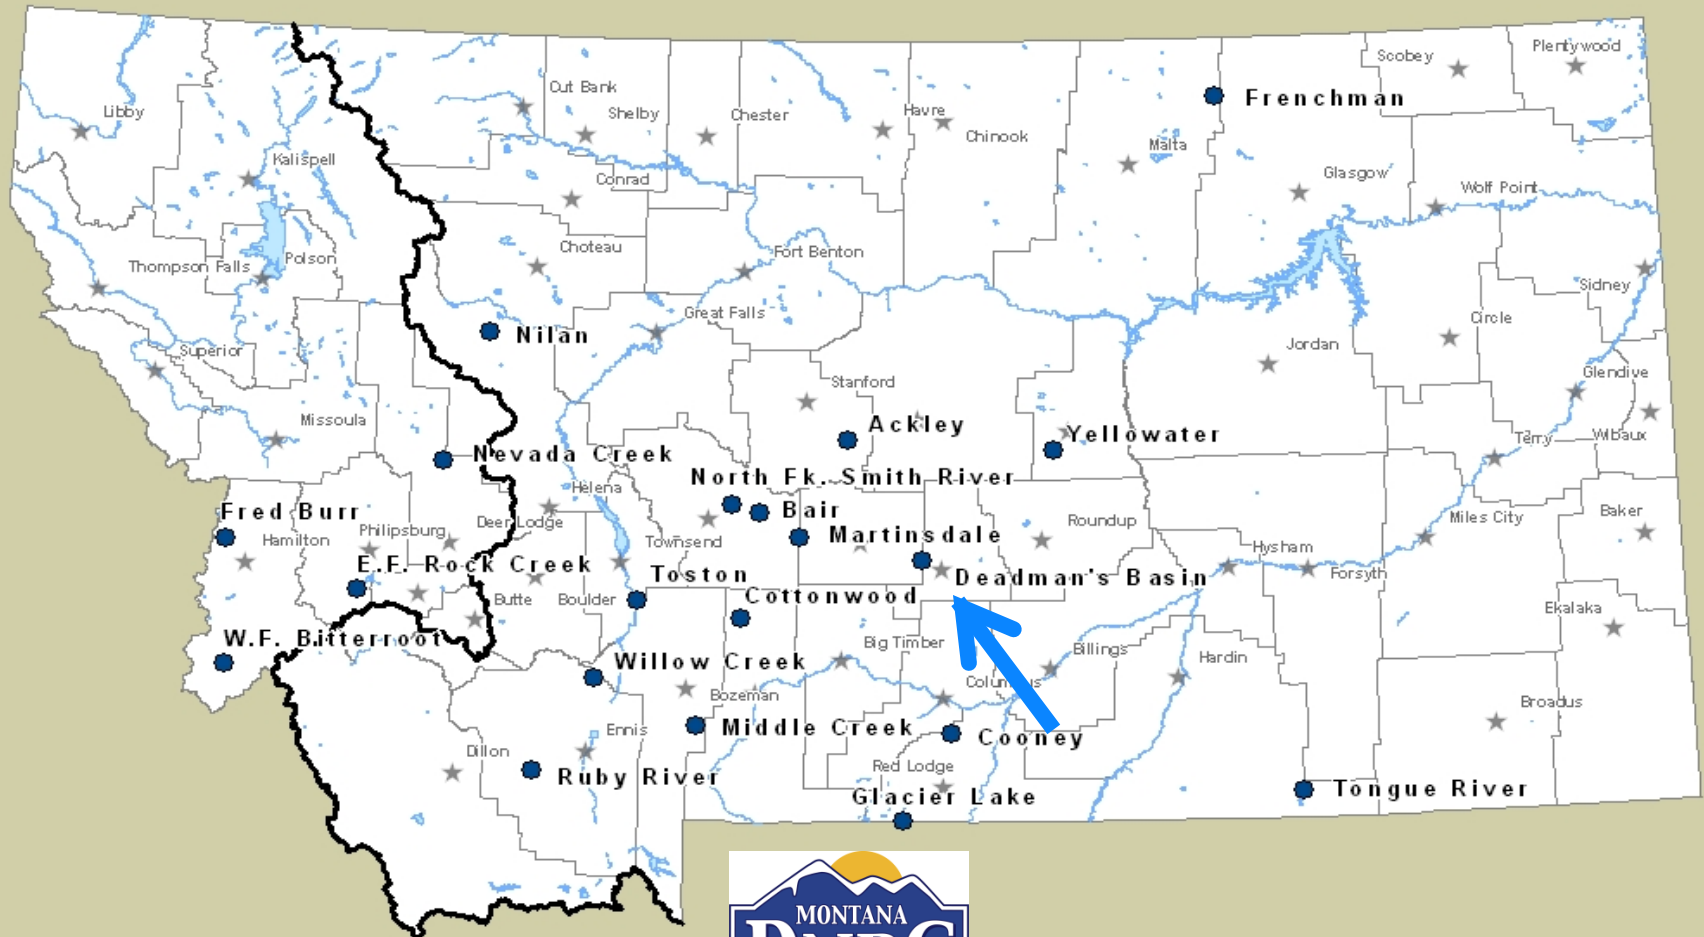 Plentywood
Scobey
Out Bank
Frenchman
Libby
Shelby
Chester
Havre
Chinook
Malta
Kalispell
Conrad
Glasgow
Wolf Point
Choteau
Fort Benton
Polson
Thompson Falls
Sidney
Great Falls
Circle
Nilan
Jordan
Superior
Stanford
Glendive
Missoula
Ackley
Yellowater
Terry
Wibaux
Nevada Creek
North Fk. Smith River
Helena
Fred Burr
Bair
Baker
Miles City
Deer Lodge
Roundup
Philipsburg
Hamilton
Townsend
Martinsdale
Hysham
E.F. Rock Creek
Toston
Deadman's Basin
Forsyth
Butte
Boulder
Cottonwood
Ekalaka
W.F. Bitterroot
Big Timber
Billings
Hardin
Willow Creek
Columbus
Bozeman
Broadus
Middle Creek
Ennis
Cooney
Dillon
Ruby River
Red Lodge
Glacier Lake
Tongue River
MONTANA
DNRC